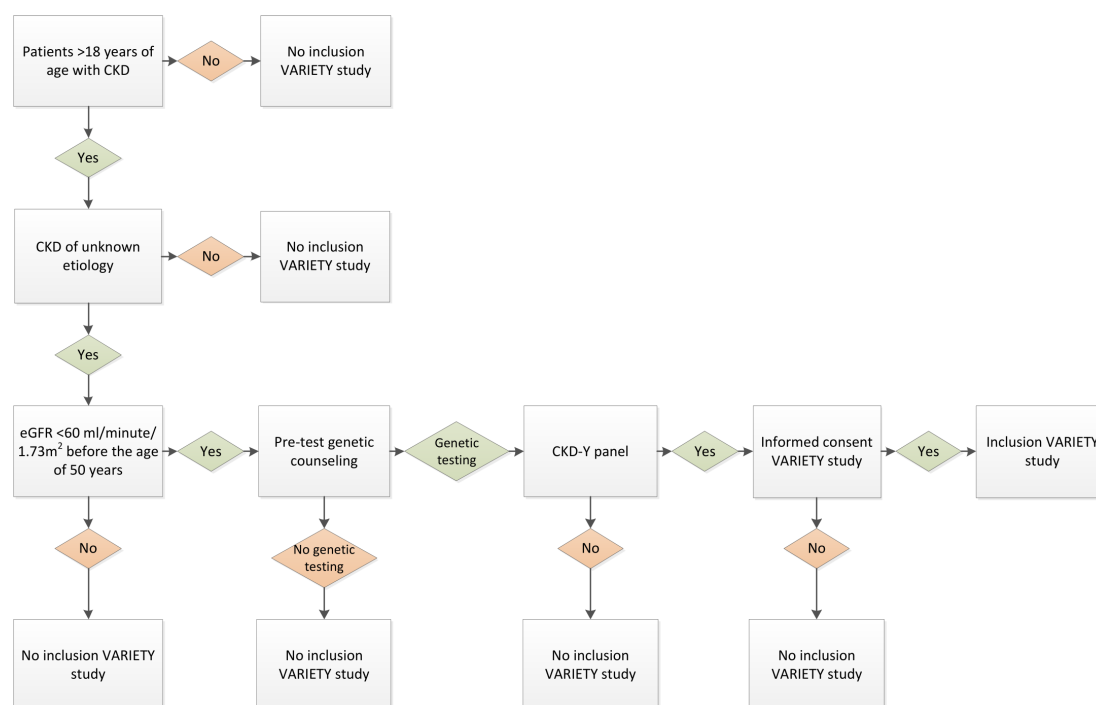 Patients >18 years of
age with CKD
No
No inclusion
VARIETY study
Yes
CKD of unknown
etiology
No
No inclusion
VARIETY study
Yes
eGFR <60 ml/minute/
1.73m² before the age
of 50 years
Yes
Pre-test genetic
counseling
Genetic
testing
CKD-Y panel
Yes
Informed consent
VARIETY study
Yes
Inclusion VARIETY
study
No
No genetic
testing
No
No
No inclusion VARIETY
study
No inclusion
VARIETY study
No inclusion
VARIETY study
No inclusion
VARIETY study